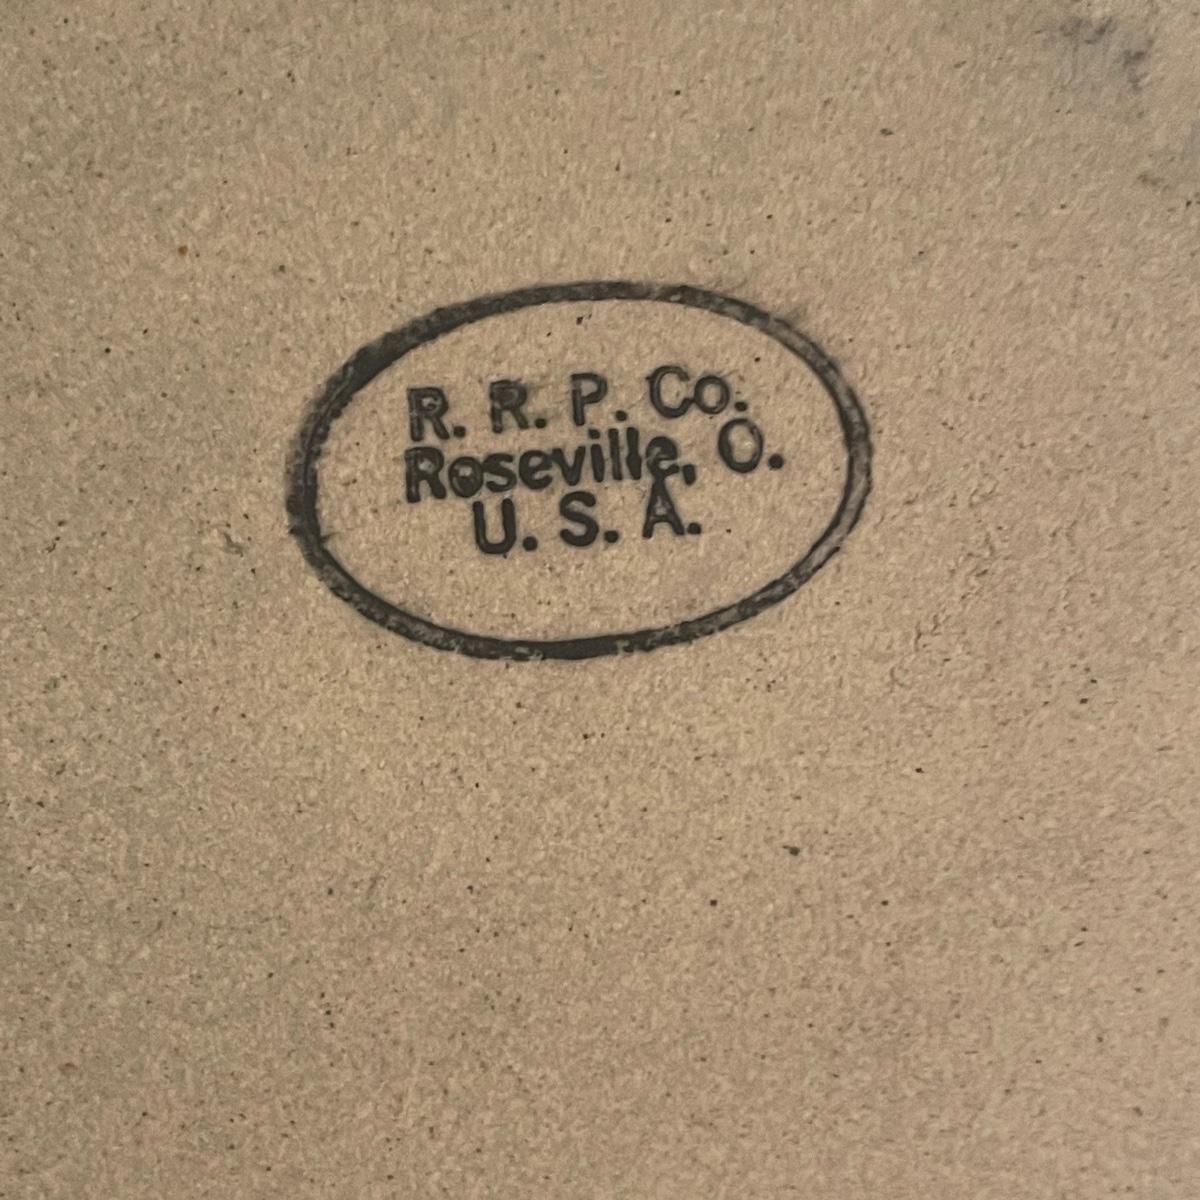 R. R. P. Co.
Roseville, O.
U. S. A.